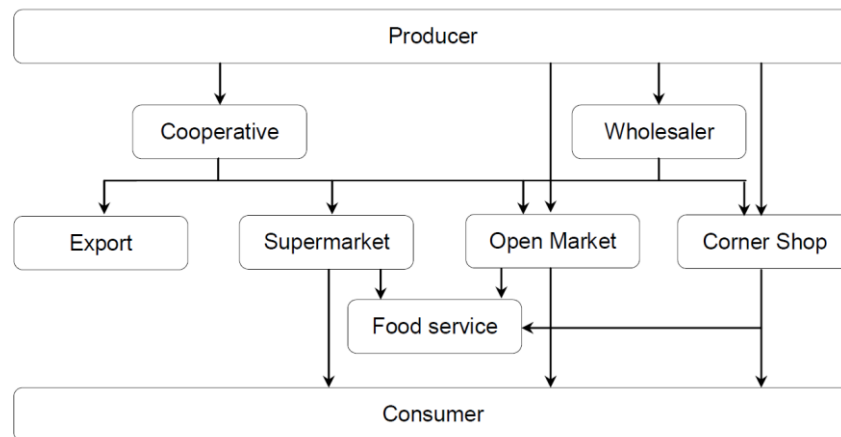 Producer
Cooperative
Wholesaler
Export
Supermarket
Open Market
Corner Shop
Food service
Consumer